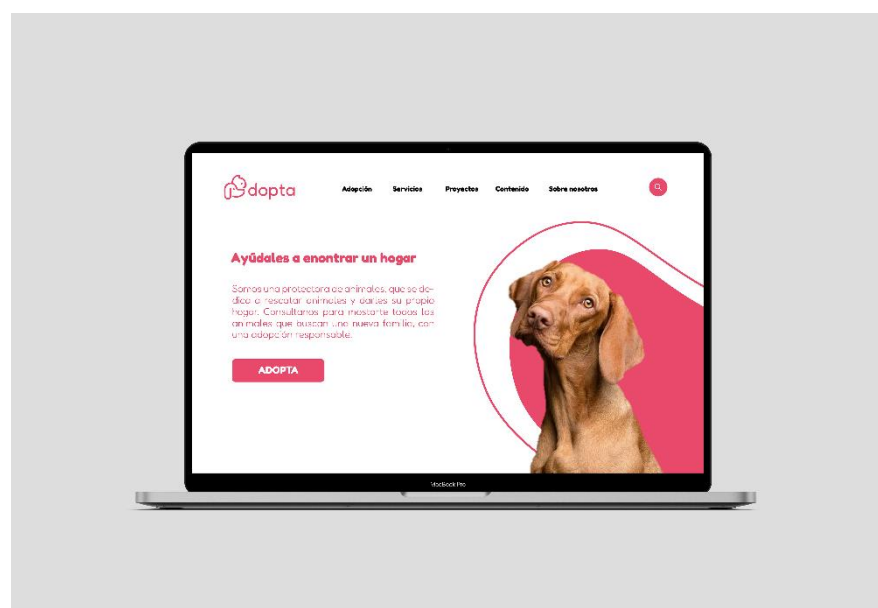 dopta
Adopción Servicios Proyectos Contenido Sobre nosotros
Ayúdales a enontrar un hogar
Somos una protectora de animales, que se de-
dica a rescatar animales y darles su propio
hogar. Consultanos para mostarte todos los
animales que buscan una nueva familia, con
una adopción responsable.
ADOPTA
MacBook Pro